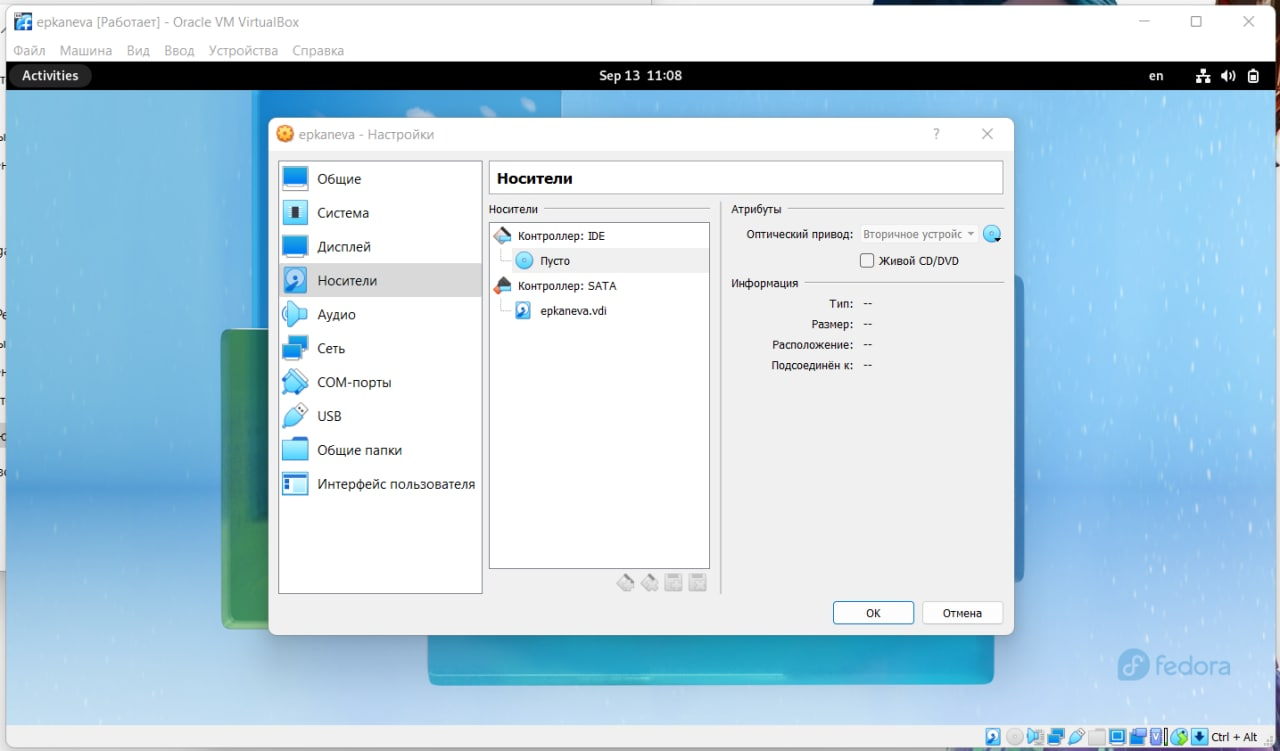 epkaneva [Работает] - Oracle VM VirtualBox
Файл Машина Вид Ввод Устройства Справка
Activities Sep 13 11:08 en
epkaneva - Настройки ?
Общие
Система
Дисплей
Носители
Аудио
Сеть
COM-порты
USB
Общие папки
Интерфейс пользователя
Носители
Носители
Контроллер: IDE
Пусто
Контроллер: SATA
epkaneva.vdi
Атрибуты
Оптический привод: Вторичное устройс
Живой CD/DVD
Информация
Тип: --
Размер: --
Расположение: --
Подсоединён к: --
OK Отмена
fedora
Ctrl + Alt